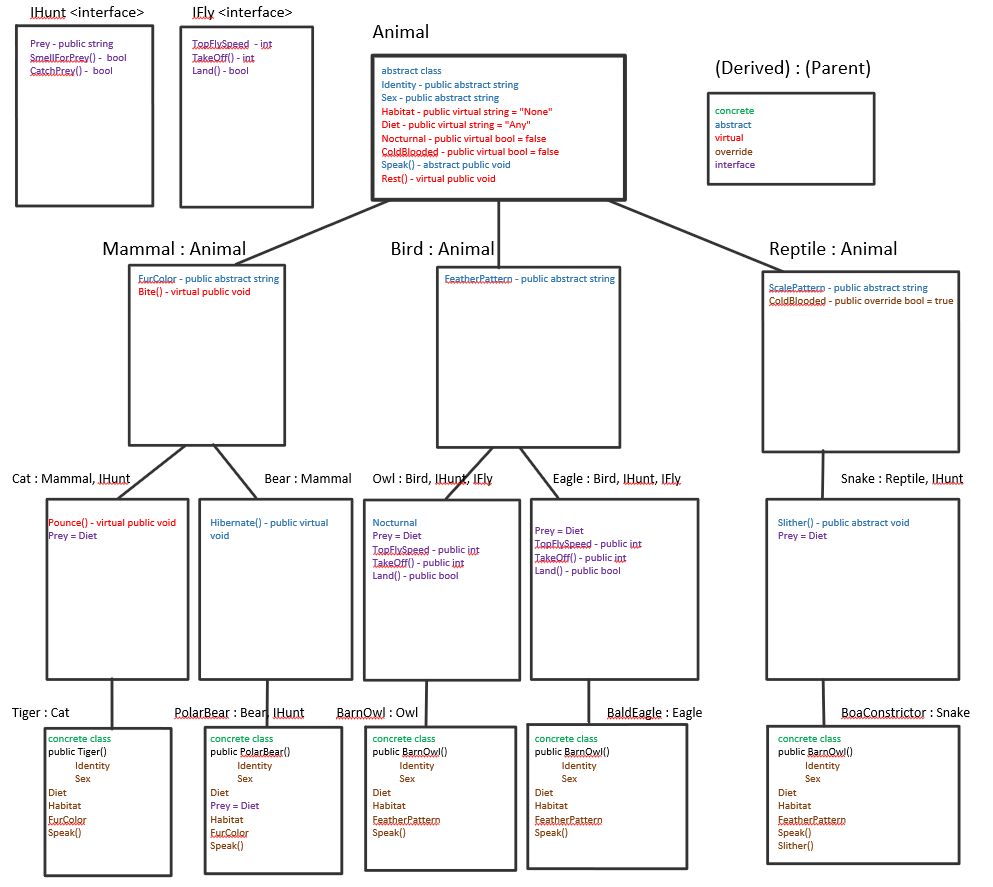 IHunt <interface>
Prey - public string
SmellForPrey() - bool
CatchPrey() - bool
IFly <interface>
TopFlySpeed - int
TakeOff() - int
Land() - bool
Animal
abstract class
Identity - public abstract string
Sex - public abstract string
Habitat - public virtual string = "None"
Diet - public virtual string = "Any"
Nocturnal - public virtual bool = false
ColdBlooded - public virtual bool = false
Speak() - abstract public void
Rest() - virtual public void
(Derived) : (Parent)
concrete
abstract
virtual
override
interface
Mammal : Animal
FurColor - public abstract string
Bite() - virtual public void
Bird : Animal
FeatherPattern - public abstract string
Reptile : Animal
ScalePattern - public abstract string
ColdBlooded - public override bool = true
Cat : Mammal, IHunt
Pounce() - virtual public void
Prey = Diet
Bear : Mammal
Hibernate() - public virtual
void
Owl : Bird, IHunt, IFly
Nocturnal
Prey = Diet
TopFlySpeed - public int
TakeOff() - public int
Land() - public bool
Eagle : Bird, IHunt, IFly
Prey = Diet
TopFlySpeed - public int
TakeOff() - public int
Land() - public bool
Snake : Reptile, IHunt
Slither() - public abstract void
Prey = Diet
Tiger : Cat
concrete class
public Tiger()
Identity
Sex
Diet
Habitat
FurColor
Speak()
PolarBear : Bear, IHunt
concrete class
public PolarBear()
Identity
Sex
Diet
Prey = Diet
Habitat
FurColor
Speak()
BarnOwl : Owl
concrete class
public BarnOwl()
Identity
Sex
Diet
Habitat
FeatherPattern
Speak()
BaldEagle : Eagle
concrete class
public BarnOwl()
Identity
Sex
Diet
Habitat
FeatherPattern
Speak()
BoaConstrictor : Snake
concrete class
public BarnOwl()
Identity
Sex
Diet
Habitat
FeatherPattern
Speak()
Slither()